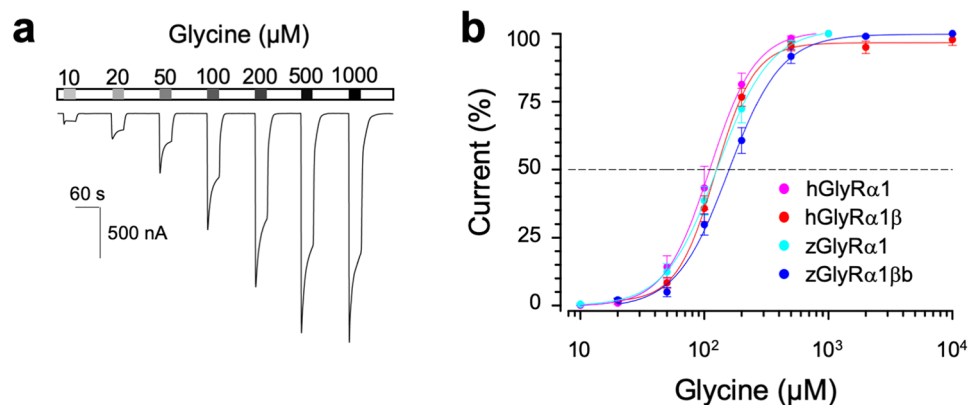 a
Glycine (μM)
10 20 50 100 200 500 1000
60 s
500 nA
b
Current (%)
100
75
50
25
0
hGlyRα1
hGlyRα1β
zGlyRα1
zGlyRα1βb
10 10² 10³ 10⁴
Glycine (μM)